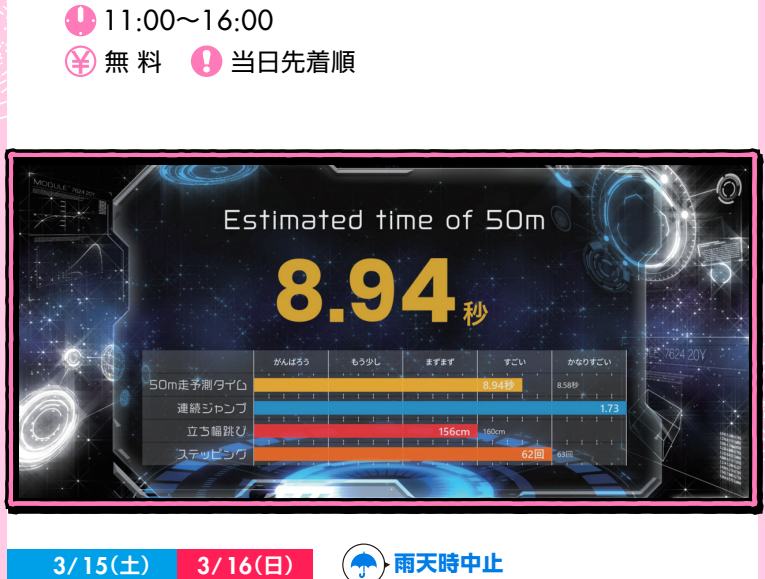 11:00〜16:00
無 料 当日先着順
MODULE 7624 20Y
Estimated time of 50m
8.94秒
がんばろう もう少し まずまず すごい かなりすごい
50m走予測タイム 8.94秒 8.58秒
連続ジャンプ 1.73
立ち幅跳び 156cm 160cm
ステッピング 62回 63回
7624 20Y
3/15(土) 3/16(日) 雨天時中止